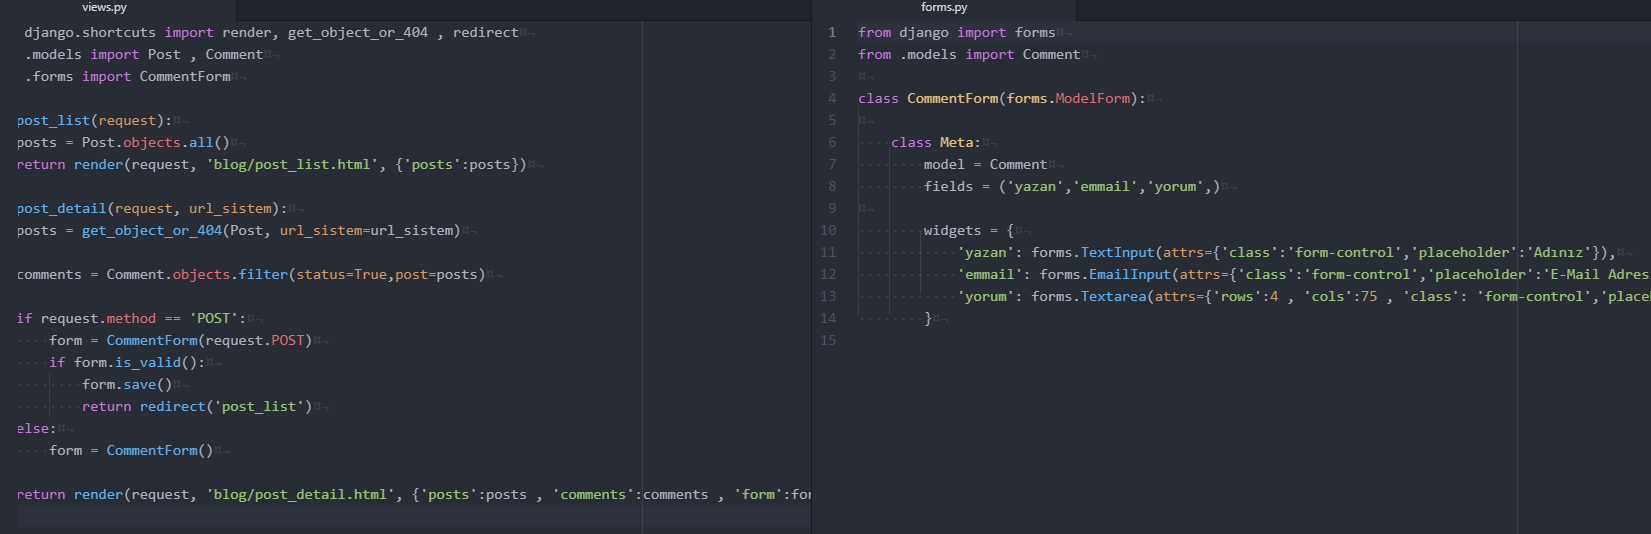 views.py
django.shortcuts import render, get_object_or_404 , redirect
.models import Post , Comment
.forms import CommentForm
post_list(request):
posts = Post.objects.all()
return render(request, 'blog/post_list.html', {'posts':posts})
post_detail(request, url_sistem):
posts = get_object_or_404(Post, url_sistem=url_sistem)
comments = Comment.objects.filter(status=True,post=posts)
if request.method == 'POST':
form = CommentForm(request.POST)
if form.is_valid():
form.save()
return redirect('post_list')
else:
form = CommentForm()
return render(request, 'blog/post_detail.html', {'posts':posts , 'comments':comments , 'form':for
forms.py
1 from django import forms
2 from .models import Comment
3
4 class CommentForm(forms.ModelForm):
5
6 class Meta:
7 model = Comment
8 fields = ('yazan','emmail','yorum',)
9
10 widgets = {
11 'yazan': forms.TextInput(attrs={'class':'form-control','placeholder':'Adınız'}),
12 'emmail': forms.EmailInput(attrs={'class':'form-control','placeholder':'E-Mail Adres
13 'yorum': forms.Textarea(attrs={'rows':4 , 'cols':75 , 'class': 'form-control','place
14 }
15